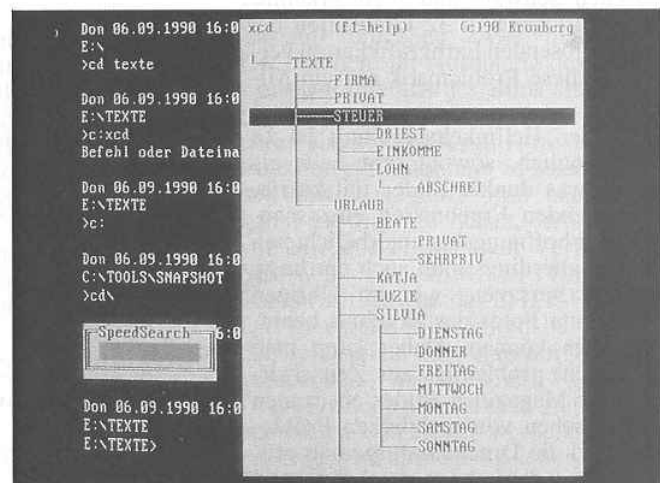 Don 06.09.1990 16:0
E:\
>cd texte
Don 06.09.1990 16:0
E:\TEXTE
>c:xcd
Befehl oder Dateina
Don 06.09.1990 16:0
E:\TEXTE
>c:
Don 06.09.1990 16:0
C:\TOOLS\SNAPSHOT
>cd\
SpeedSearch
6:0
Don 06.09.1990 16:0
E:\TEXTE
E:\TEXTE>
xcd (f1=help) (c)90 Kronberg
TEXTE
FIRMA
PRIVAT
STEUER
DRIEST
EINKOMME
LOHN
ABSCHREI
URLAUB
BEATE
PRIVAT
SEHRPRIV
KATJA
LUZIE
SILVIA
DIENSTAG
DONNER
FREITAG
MITTWOCH
MONTAG
SAMSTAG
SONNTAG